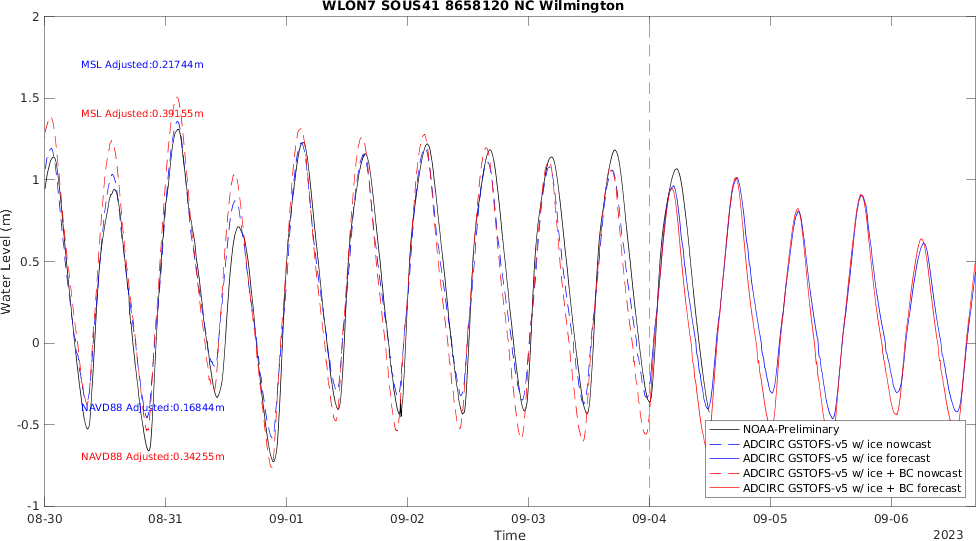 WLON7 SOUS41 8658120 NC Wilmington
2
MSL Adjusted:0.21744m
1.5
MSL Adjusted:0.39155m
1
0.5
Water Level (m)
0
NAVD88 Adjusted:0.16844m
-0.5
NOAA-Preliminary
ADCIRC GSTOFS-v5 w/ ice nowcast
ADCIRC GSTOFS-v5 w/ ice forecast
NAVD88 Adjusted:0.34255m
ADCIRC GSTOFS-v5 w/ ice + BC nowcast
ADCIRC GSTOFS-v5 w/ ice + BC forecast
-1
08-30 08-31 09-01 09-02 09-03 09-04 09-05 09-06
Time
2023